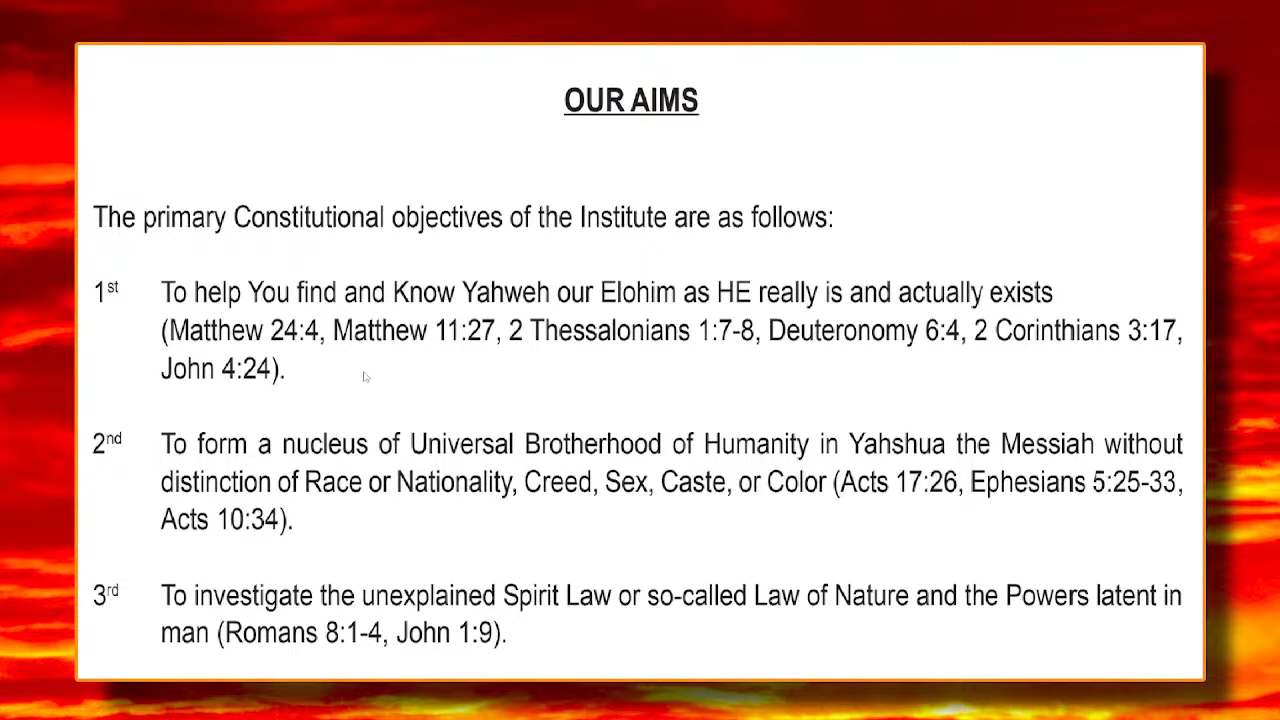 OUR AIMS
The primary Constitutional objectives of the Institute are as follows:
1st To help You find and Know Yahweh our Elohim as HE really is and actually exists
(Matthew 24:4, Matthew 11:27, 2 Thessalonians 1:7-8, Deuteronomy 6:4, 2 Corinthians 3:17,
John 4:24).
2nd To form a nucleus of Universal Brotherhood of Humanity in Yahshua the Messiah without
distinction of Race or Nationality, Creed, Sex, Caste, or Color (Acts 17:26, Ephesians 5:25-33,
Acts 10:34).
3rd To investigate the unexplained Spirit Law or so-called Law of Nature and the Powers latent in
man (Romans 8:1-4, John 1:9).